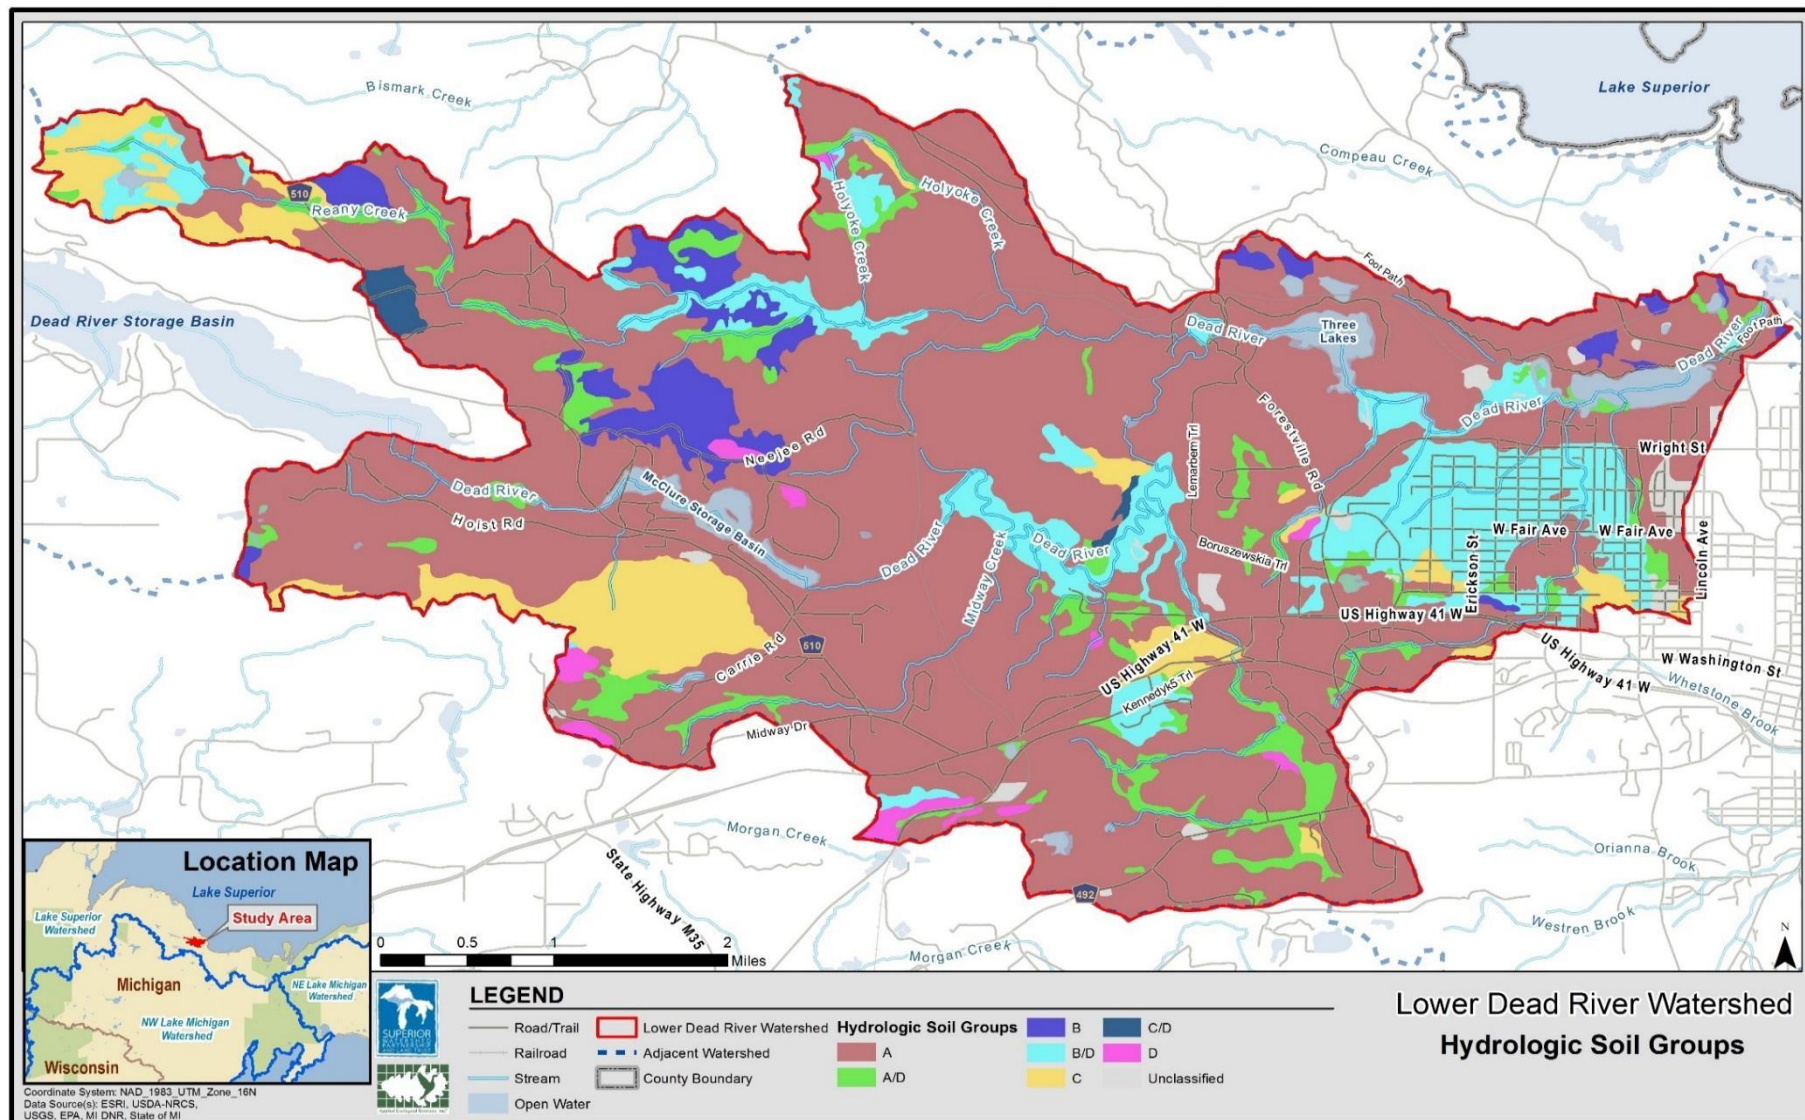 Bismark Creek
Lake Superior
Compeau Creek
510
Reany Creek
Holyoke Creek
Holyoke Creek
Foot Path
Dead River Storage Basin
Dead River
Three
Lakes
Dead River
Foot Path
Dead River
Lemarbem Trl
Forestville Rd
Neejee Rd
Wright St
Dead River
Hoist Rd
McClure Storage Basin
Dead River
Midway Creek
Dead River
Boruszewskia Trl
W Fair Ave
W Fair Ave
Erickson St
Lincoln Ave
US Highway 41 W
US Highway 41 W
Carrie Rd
510
US Highway 41 W
W Washington St
Whetstone Brook
Kennedyk5 Trl
Midway Dr
Morgan Creek
State Highway M35
Orianna Brook
492
Westren Brook
Morgan Creek
N
Location Map
Lake Superior
Lake Superior
Watershed
Study Area
Michigan
NE Lake Michigan
Watershed
NW Lake Michigan
Watershed
Wisconsin
Coordinate System: NAD_1983_UTM_Zone_16N
Data Source(s): ESRI, USDA-NRCS,
USGS, EPA, MI DNR, State of MI
0 0.5 1 2
Miles
SUPERIOR
WATERSHED
PARTNERSHIP
AND LAND TRUST
LEGEND
Road/Trail
Railroad
Stream
Open Water
Lower Dead River Watershed
Adjacent Watershed
County Boundary
Hydrologic Soil Groups
A
A/D
B
B/D
C
C/D
D
Unclassified
Lower Dead River Watershed
Hydrologic Soil Groups